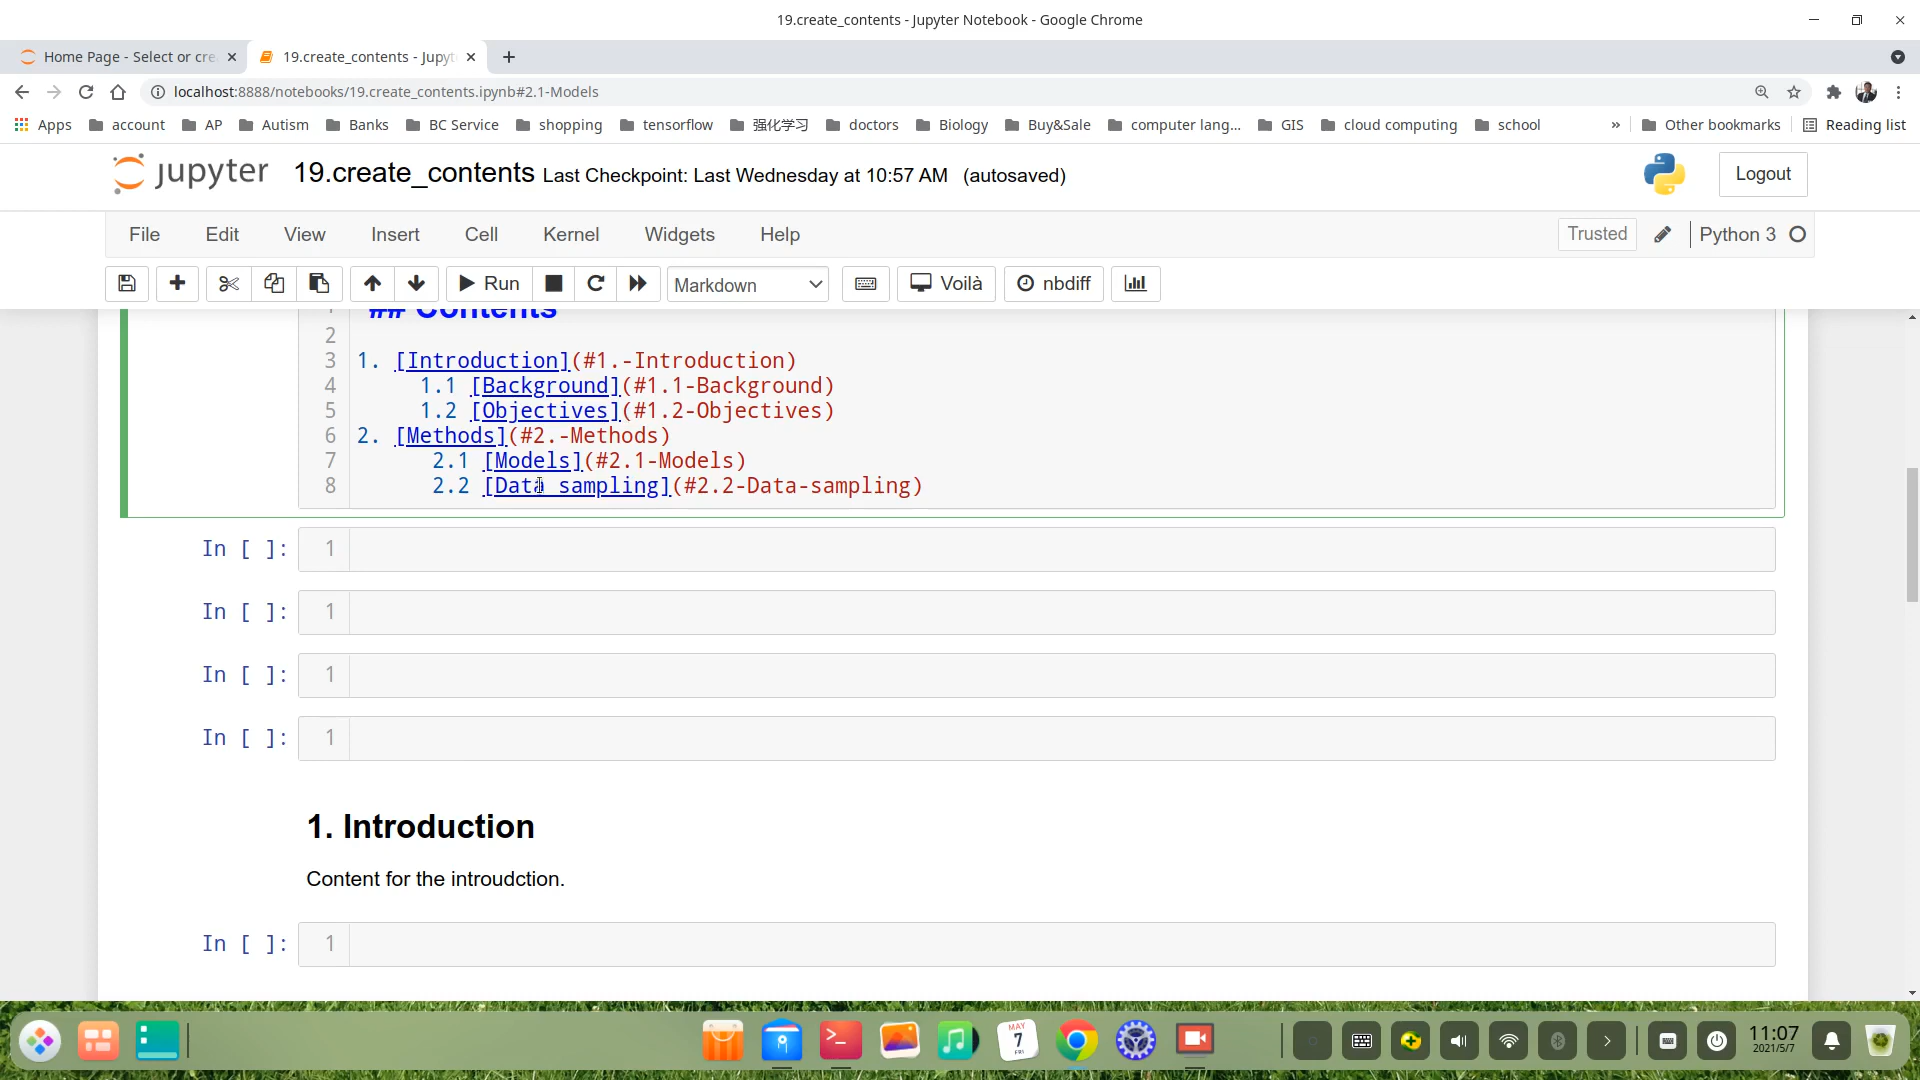 19.create_contents - Jupyter Notebook - Google Chrome
Home Page - Select or cre
19.create_contents - Jupyt
localhost:8888/notebooks/19.create_contents.ipynb#2.1-Models
Apps account AP Autism Banks BC Service shopping tensorflow 强化学习 doctors Biology Buy&Sale computer lang... GIS cloud computing school » Other bookmarks Reading list
jupyter 19.create_contents Last Checkpoint: Last Wednesday at 10:57 AM (autosaved)
Logout
File Edit View Insert Cell Kernel Widgets Help Trusted Python 3
Run Markdown Voilà nbdiff
1 ## Contents
2
3 1. [Introduction](#1.-Introduction)
4 1.1 [Background](#1.1-Background)
5 1.2 [Objectives](#1.2-Objectives)
6 2. [Methods](#2.-Methods)
7 2.1 [Models](#2.1-Models)
8 2.2 [Data sampling](#2.2-Data-sampling)
In [ ]: 1
In [ ]: 1
In [ ]: 1
In [ ]: 1
1. Introduction
Content for the introudction.
In [ ]: 1
MAY
7
FRI
11:07
2021/5/7